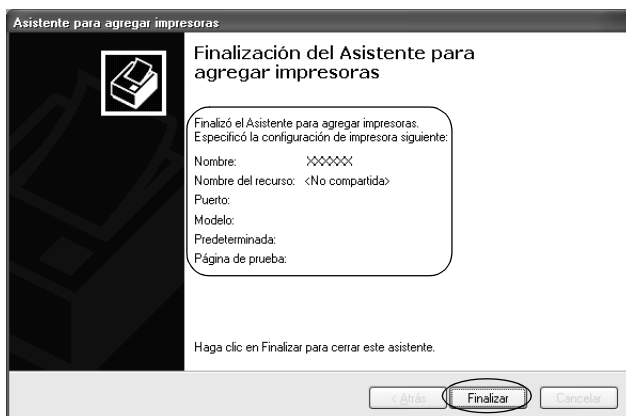 Asistente para agregar impresoras
Finalización del Asistente para
agregar impresoras
Finalizó el Asistente para agregar impresoras.
Especificó la configuración de impresora siguiente:
Nombre: XXXXXX
Nombre del recurso: <No compartida>
Puerto:
Modelo:
Predeterminada:
Página de prueba:
Haga clic en Finalizar para cerrar este asistente.
< Atrás Finalizar Cancelar